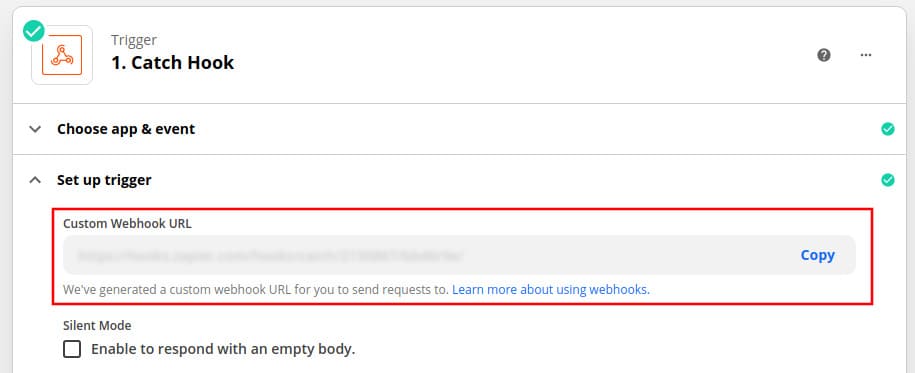 Trigger
1. Catch Hook
Choose app & event
Set up trigger
Custom Webhook URL
Copy
We've generated a custom webhook URL for you to send requests to. Learn more about using webhooks.
Silent Mode
Enable to respond with an empty body.